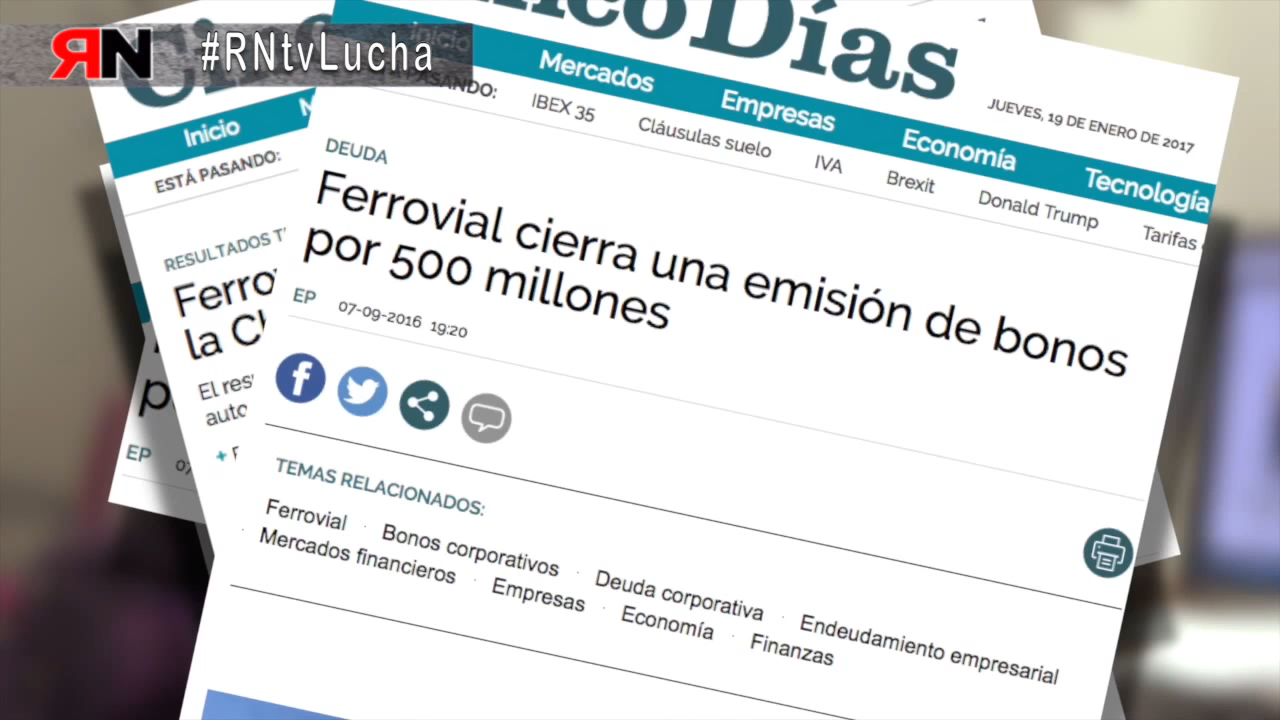 RN #RNtvLucha
Cinco Días
JUEVES, 19 DE ENERO DE 2017
Inicio Mercados Empresas Economía Tecnología
PASANDO: IBEX 35 Cláusulas suelo IVA Brexit Donald Trump Tarifas
DEUDA
Ferrovial cierra una emisión de bonos
por 500 millones
EP 07-09-2016 19:20
TEMAS RELACIONADOS:
Ferrovial · Bonos corporativos · Deuda corporativa · Endeudamiento empresarial
Mercados financieros · Empresas · Economía · Finanzas
Inicio
ESTÁ PASANDO:
RESULTADOS
Ferro
la
El
auto
EP 07